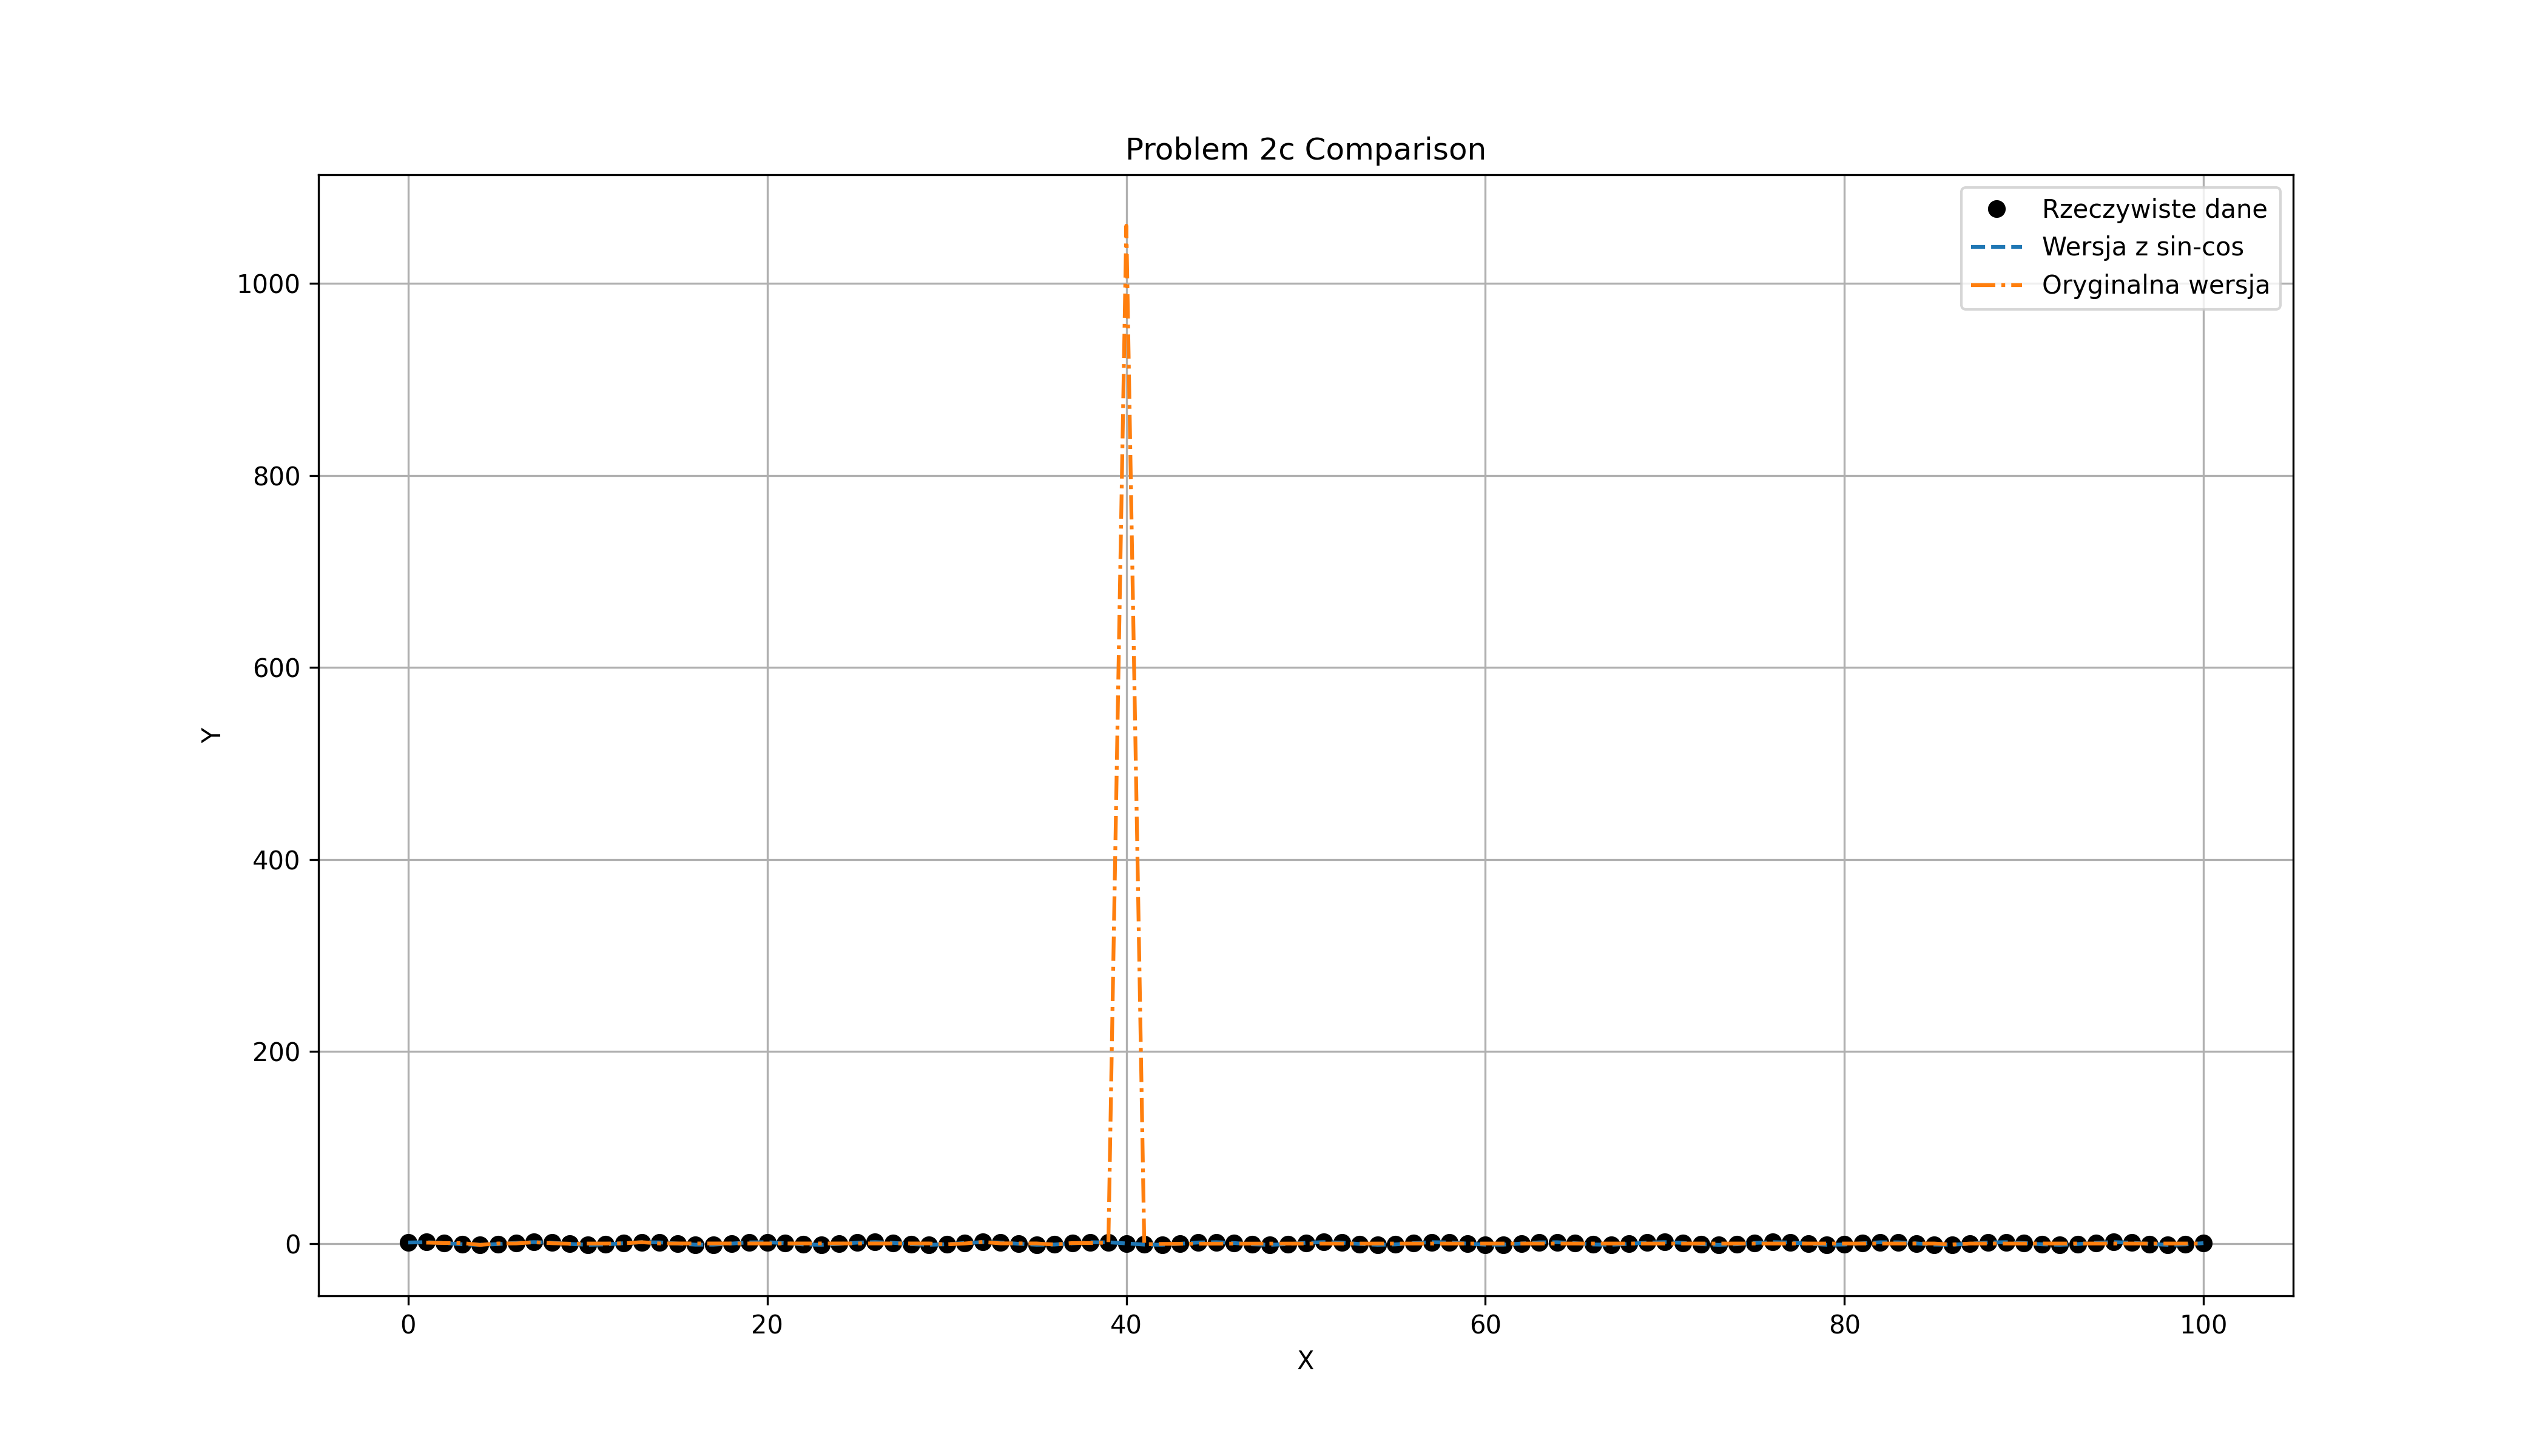 Problem 2c Comparison
Rzeczywiste dane
Wersja z sin-cos
Oryginalna wersja
1000
800
600
400
200
0
Y
0 20 40 60 80 100
X